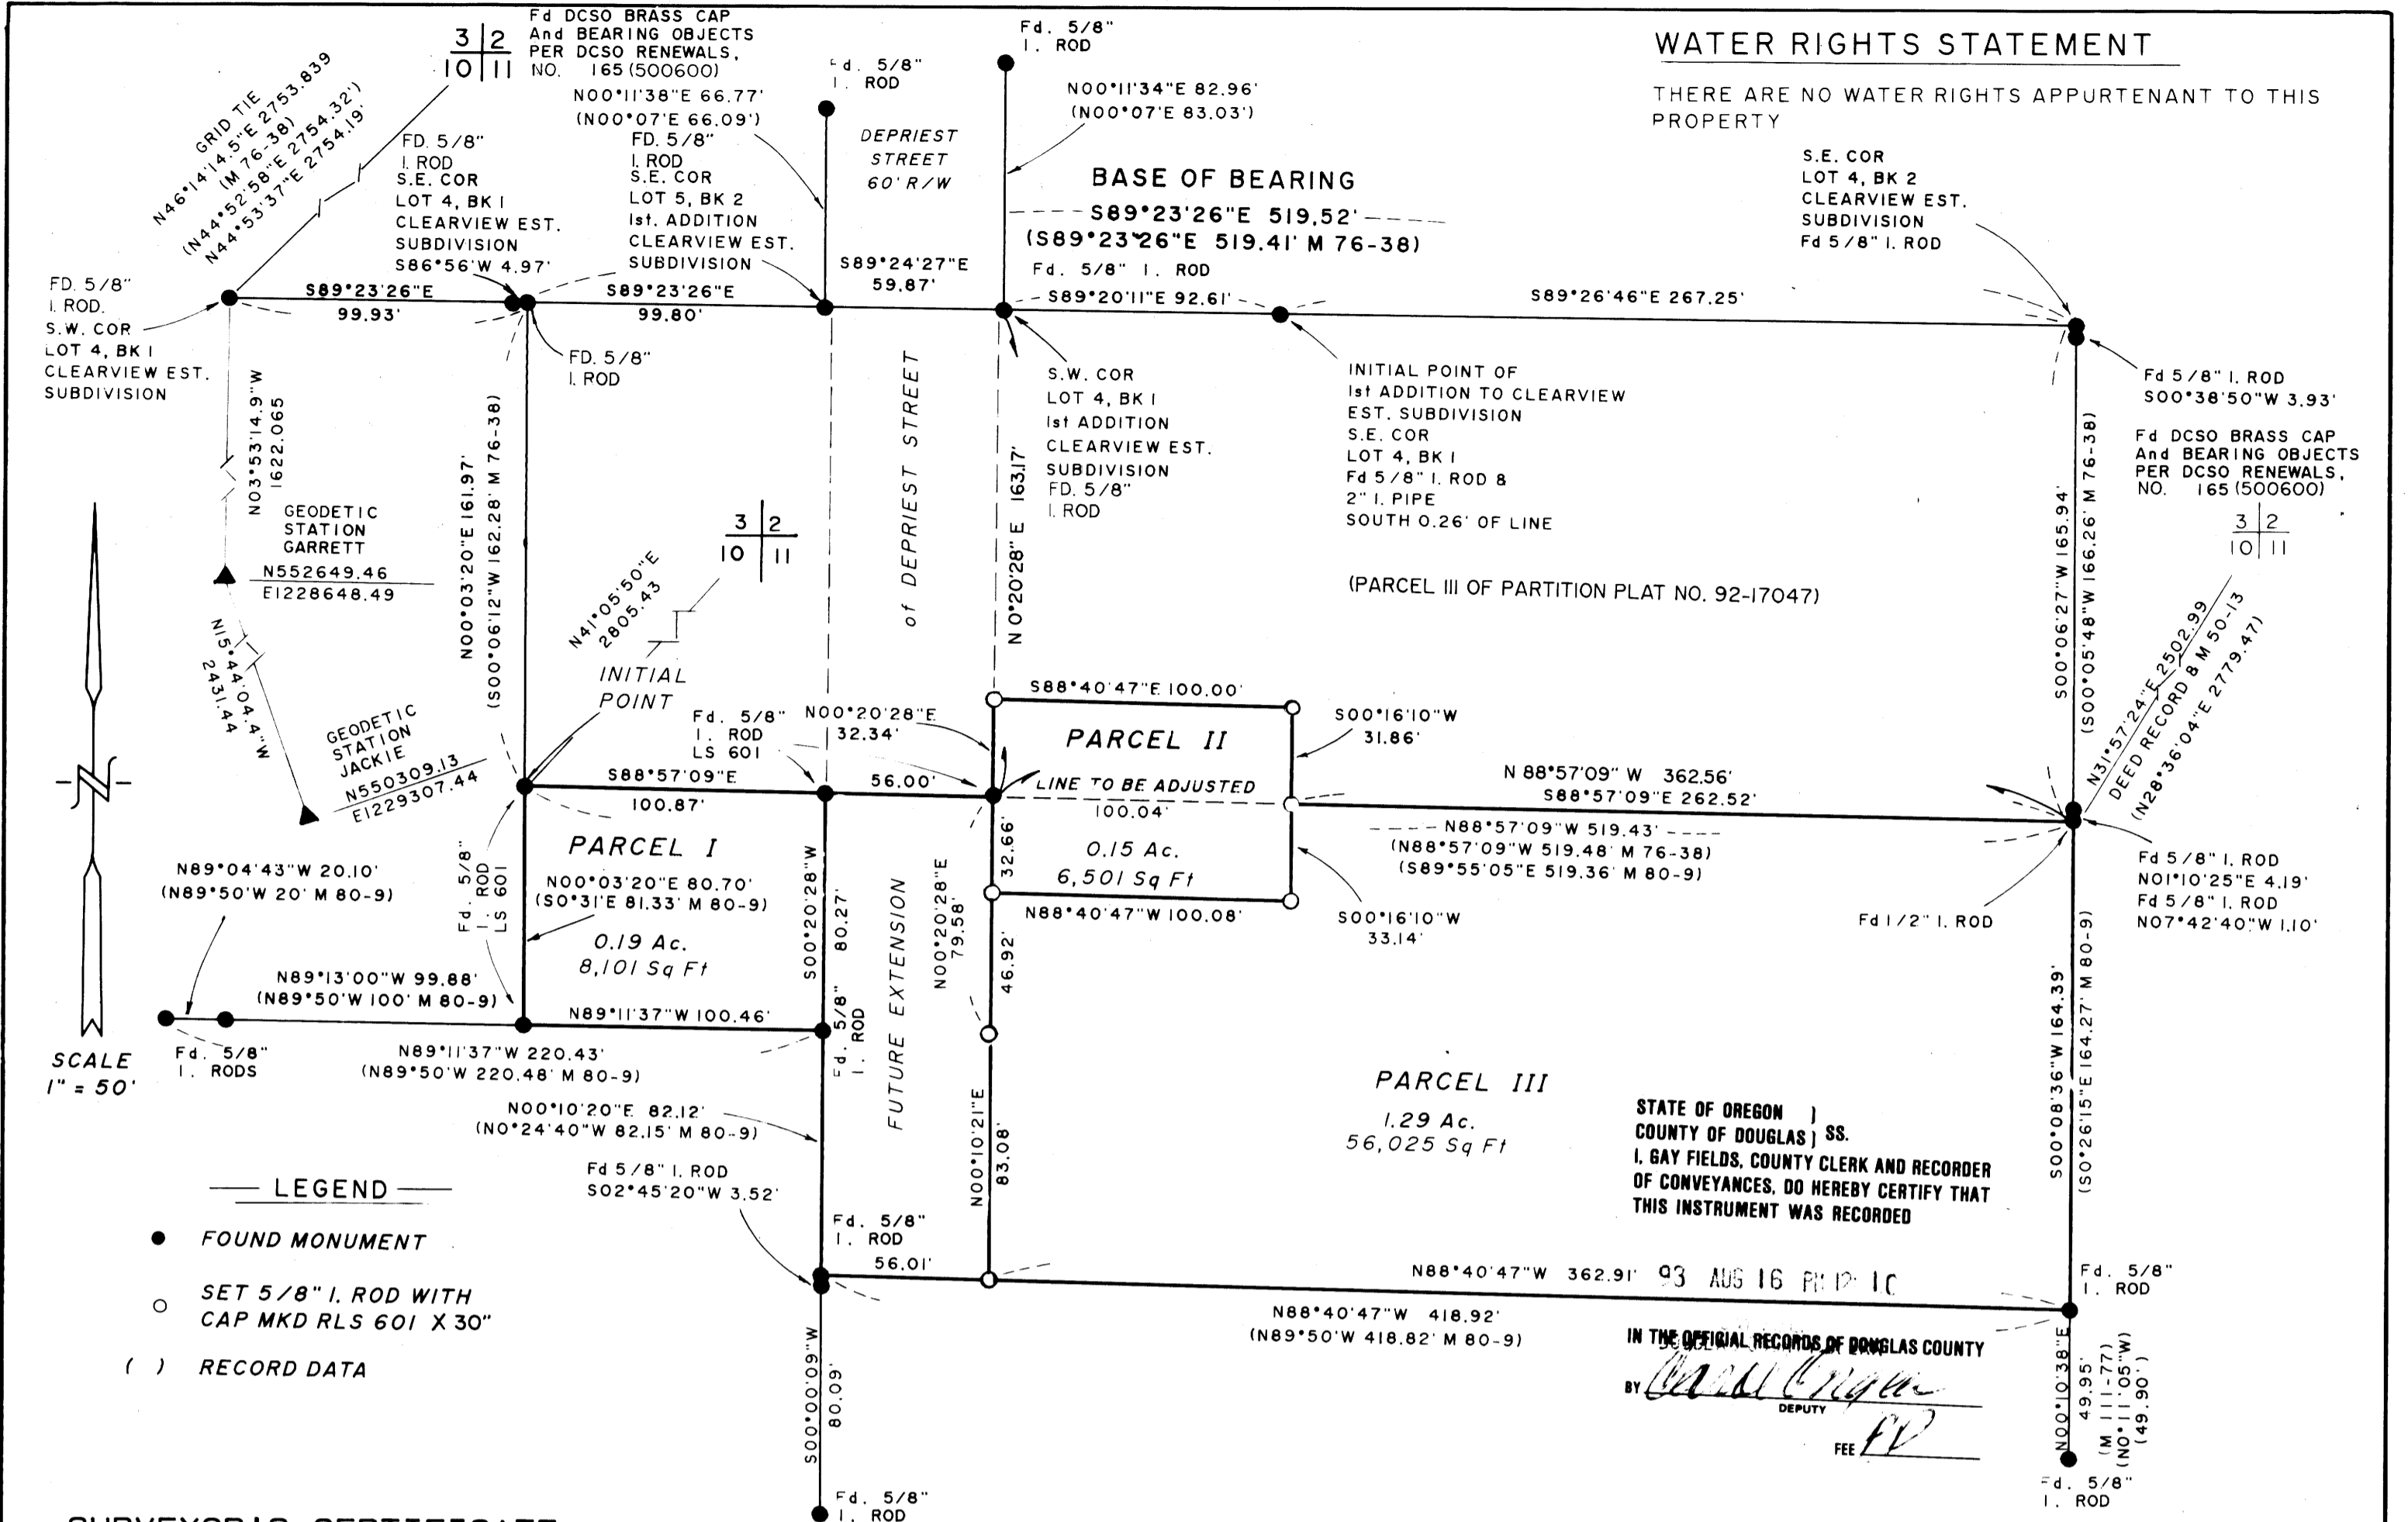 3 2
10 11
Fd DCSO BRASS CAP
And BEARING OBJECTS
PER DCSO RENEWALS,
NO. 165 (500600)
GRID TIE
N46°14'14.5"E 2753.839
(M 76-38)
(N44°52'58"E 2754.32')
N44°53'37"E 2754.19'
FD. 5/8"
I. ROD
S.E. COR
LOT 4, BK I
CLEARVIEW EST.
SUBDIVISION
S86°56'W 4.97'
N00°11'38"E 66.77'
(N00°07'E 66.09')
FD. 5/8"
I. ROD
S.E. COR
LOT 5, BK 2
1st. ADDITION
CLEARVIEW EST.
SUBDIVISION
d. 5/8"
I. ROD
DEPRIEST
STREET
60' R/W
Fd. 5/8"
I. ROD
N00°11'34"E 82.96'
(N00°07'E 83.03')
WATER RIGHTS STATEMENT
THERE ARE NO WATER RIGHTS APPURTENANT TO THIS
PROPERTY
BASE OF BEARING
S89°23'26"E 519.52'
(S89°23'26"E 519.41' M 76-38)
S.E. COR
LOT 4, BK 2
CLEARVIEW EST.
SUBDIVISION
Fd 5/8" I. ROD
FD. 5/8"
I. ROD.
S.W. COR
LOT 4, BK I
CLEARVIEW EST.
SUBDIVISION
S89°23'26"E
99.93'
S89°23'26"E
99.80'
S89°24'27"E
59.87'
Fd. 5/8" I. ROD
S89°20'11"E 92.61'
S89°26'46"E 267.25'
FD. 5/8"
I. ROD
S.W. COR
LOT 4, BK I
1st ADDITION
CLEARVIEW EST.
SUBDIVISION
FD. 5/8"
I. ROD
INITIAL POINT OF
1st ADDITION TO CLEARVIEW
EST. SUBDIVISION
S.E. COR
LOT 4, BK I
Fd 5/8" I. ROD &
2" I. PIPE
SOUTH 0.26' OF LINE
Fd 5/8" I. ROD
S00°38'50"W 3.93'
Fd DCSO BRASS CAP
And BEARING OBJECTS
PER DCSO RENEWALS,
NO. 165 (500600)
3 2
10 11
N03°53'14.9"W
1622.065
GEODETIC
STATION
GARRETT
N552649.46
E1228648.49
N15°44'04.4"W
2431.44
GEODETIC
STATION
JACKIE
N550309.13
E1229307.44
N00°03'20"E 161.97'
(S00°06'12"W 162.28' M 76-38)
3 2
10 11
N41°05'50"E
2805.43
INITIAL
POINT
of DEPRIEST STREET
N 0°20'28" E 163.17'
(PARCEL III OF PARTITION PLAT NO. 92-17047)
S00°06'27"W 165.94'
(S00°05'48"W 166.26' M 76-38)
N31°57'24"E 2502.99
DEED RECORD & M 50-13
(N28°36'04"E 2779.47)
Fd. 5/8"
I. ROD
LS 601
N00°20'28"E
32.34'
S88°40'47"E 100.00'
S00°16'10"W
31.86'
PARCEL II
LINE TO BE ADJUSTED
100.04'
0.15 Ac.
6,501 Sq Ft
32.66'
N88°40'47"W 100.08'
S00°16'10"W
33.14'
S88°57'09"E
100.87'
56.00'
N 88°57'09" W 362.56'
S88°57'09"E 262.52'
N88°57'09"W 519.43'
(N88°57'09"W 519.48' M 76-38)
(S89°55'05"E 519.36' M 80-9)
Fd 1/2" I. ROD
Fd 5/8" I. ROD
N01°10'25"E 4.19'
Fd 5/8" I. ROD
N07°42'40"W 1.10'
PARCEL I
N00°03'20"E 80.70'
(S0°31'E 81.33' M 80-9)
0.19 Ac.
8,101 Sq Ft
Fd. 5/8"
I. ROD
LS 601
N89°04'43"W 20.10'
(N89°50'W 20' M 80-9)
N89°13'00"W 99.88'
(N89°50'W 100' M 80-9)
N89°11'37"W 100.46'
S00°20'28"W
80.27'
Fd. 5/8"
I. ROD
FUTURE EXTENSION
N00°20'28"E
79.58'
46.92'
Fd. 5/8"
I. RODS
N89°11'37"W 220.43'
(N89°50'W 220.48' M 80-9)
SCALE
1" = 50'
N00°10'20"E 82.12'
(N0°24'40"W 82.15' M 80-9)
Fd 5/8" I. ROD
S02°45'20"W 3.52'
N00°10'21"E
83.08'
PARCEL III
1.29 Ac.
56,025 Sq Ft
S00°08'36"W 164.39'
(S0°26'15"E 164.27' M 80-9)
STATE OF OREGON )
COUNTY OF DOUGLAS ) SS.
I, GAY FIELDS, COUNTY CLERK AND RECORDER
OF CONVEYANCES, DO HEREBY CERTIFY THAT
THIS INSTRUMENT WAS RECORDED
LEGEND
FOUND MONUMENT
SET 5/8" I. ROD WITH
CAP MKD RLS 601 X 30"
( ) RECORD DATA
Fd. 5/8"
I. ROD
56.01'
N88°40'47"W 362.91'
93 AUG 16 PM 12:
N88°40'47"W 418.92'
(N89°50'W 418.82' M 80-9)
Fd. 5/8"
I. ROD
IN THE OFFICIAL RECORDS OF DOUGLAS COUNTY
BY
DEPUTY
FEE
S00°00'09"W
80.09'
Fd. 5/8"
I. ROD
N00°10'38"E
49.95'
(M 111-77)
(N0°11'05"W)
(49.90')
Fd. 5/8"
I. ROD